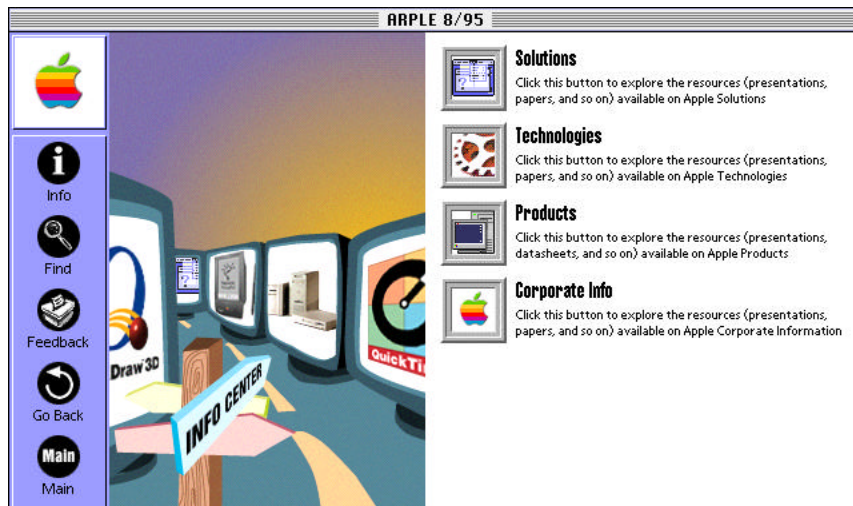 ARPLE 8/95
Info
Find
Feedback
Go Back
Main
Main
Draw 3D
INFO CENTER
QuickTi
Solutions
Click this button to explore the resources (presentations,
papers, and so on) available on Apple Solutions
Technologies
Click this button to explore the resources (presentations,
papers, and so on) available on Apple Technologies
Products
Click this button to explore the resources (presentations,
datasheets, and so on) available on Apple Products
Corporate Info
Click this button to explore the resources (presentations,
papers, and so on) available on Apple Corporate Information